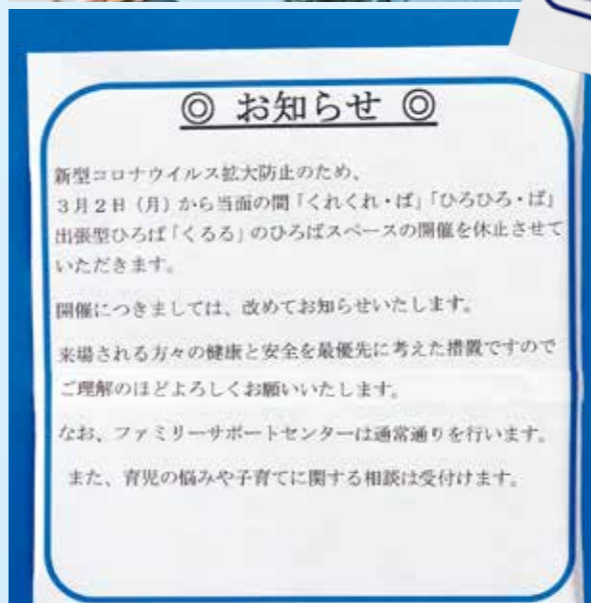 ◎ お知らせ ◎
新型コロナウイルス拡大防止のため、
3月2日（月）から当面の間「くれくれ・ば」「ひろひろ・ば」
出張型ひろば「くるる」のひろばスペースの開催を休止させて
いただきます。
開催につきましては、改めてお知らせいたします。
来場される方々の健康と安全を最優先に考えた措置ですので
ご理解のほどよろしくお願いいたします。
なお、ファミリーサポートセンターは通常通りを行います。
また、育児の悩みや子育てに関する相談は受付けます。